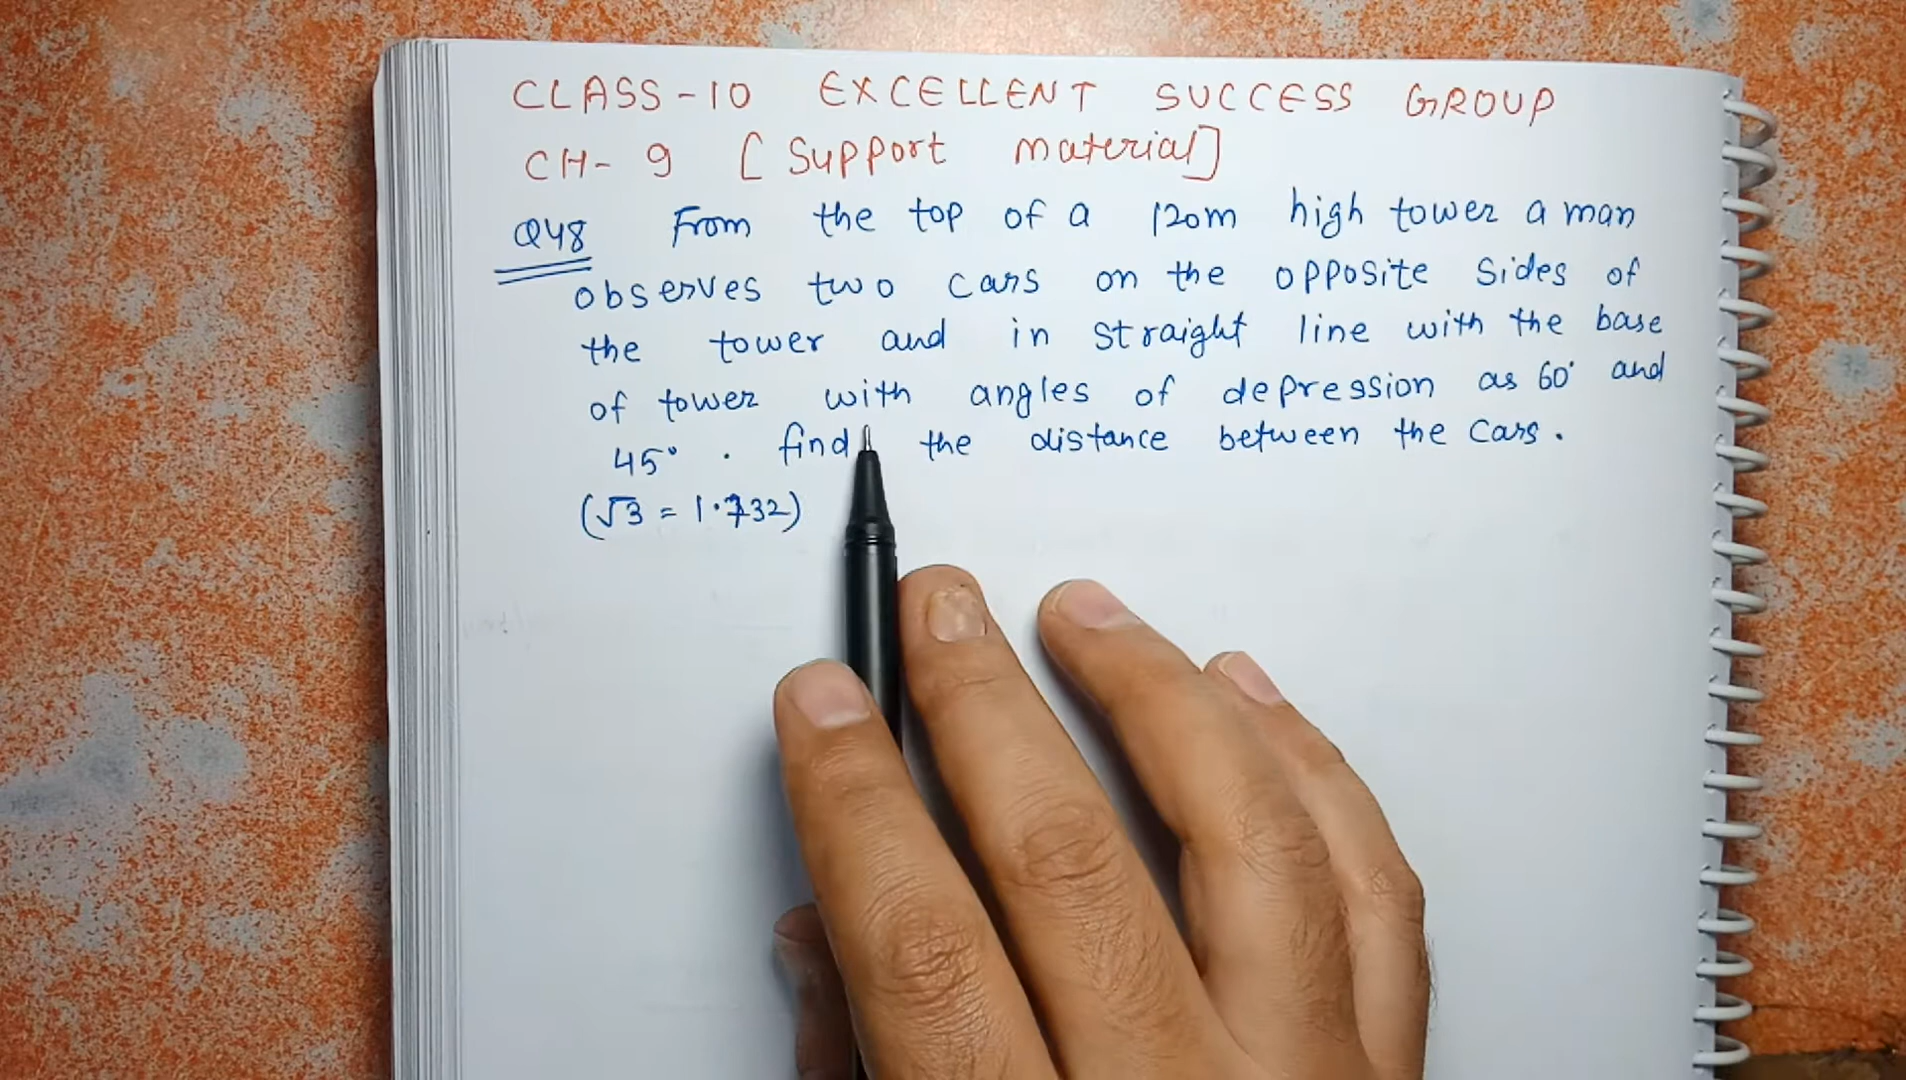 CLASS-10 EXCELLENT SUCCESS GROUP
CH-9 [Support material]
Q48 From the top of a 120m high tower a man
observes two cars on the opposite sides of
the tower and in straight line with the base
of tower with angles of depression as 60° and
45° . find the distance between the cars.
(√3 = 1.732)